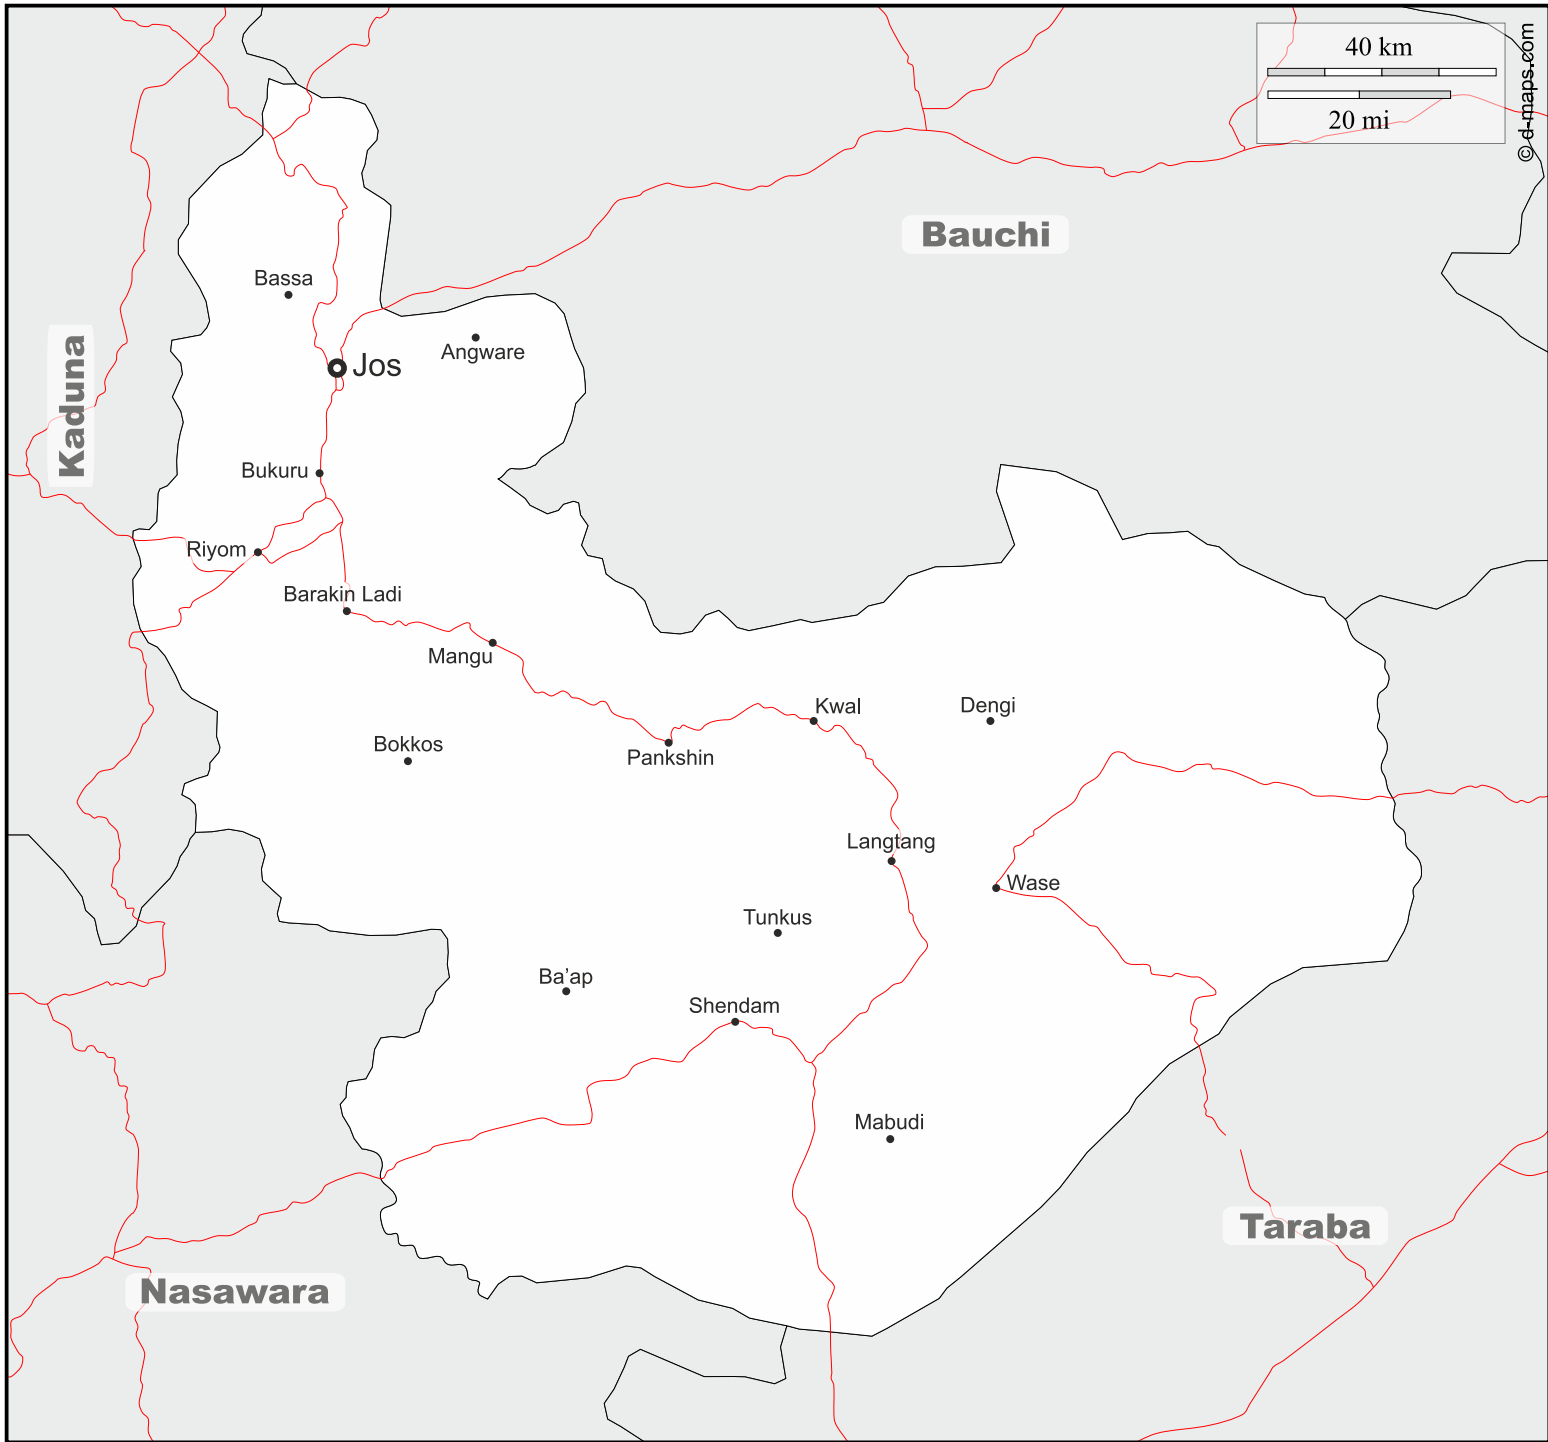 40 km
20 mi
© d-maps.com
Bauchi
Bassa
Angware
Jos
Kaduna
Bukuru
Riyom
Barakin Ladi
Mangu
Kwal
Dengi
Bokkos
Pankshin
Langtang
Wase
Tunkus
Ba'ap
Shendam
Mabudi
Taraba
Nasawara